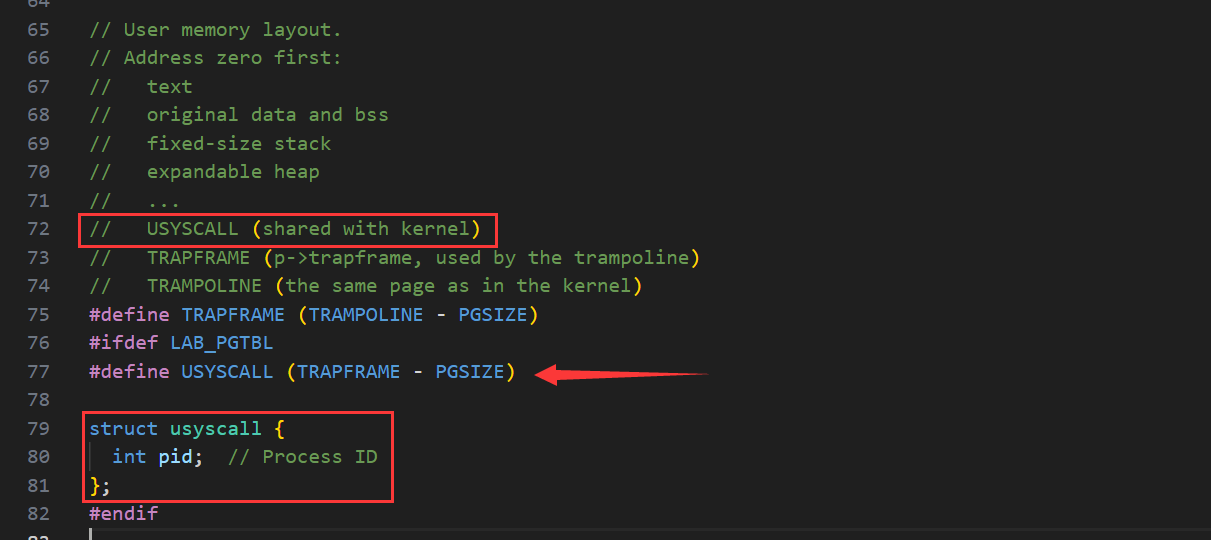 64
65 // User memory layout.
66 // Address zero first:
67 //   text
68 //   original data and bss
69 //   fixed-size stack
70 //   expandable heap
71 //   ...
72 //   USYSCALL (shared with kernel)
73 //   TRAPFRAME (p->trapframe, used by the trampoline)
74 //   TRAMPOLINE (the same page as in the kernel)
75 #define TRAPFRAME (TRAMPOLINE - PGSIZE)
76 #ifdef LAB_PGTBL
77 #define USYSCALL (TRAPFRAME - PGSIZE)
78
79 struct usyscall {
80   int pid;  // Process ID
81 };
82 #endif
83